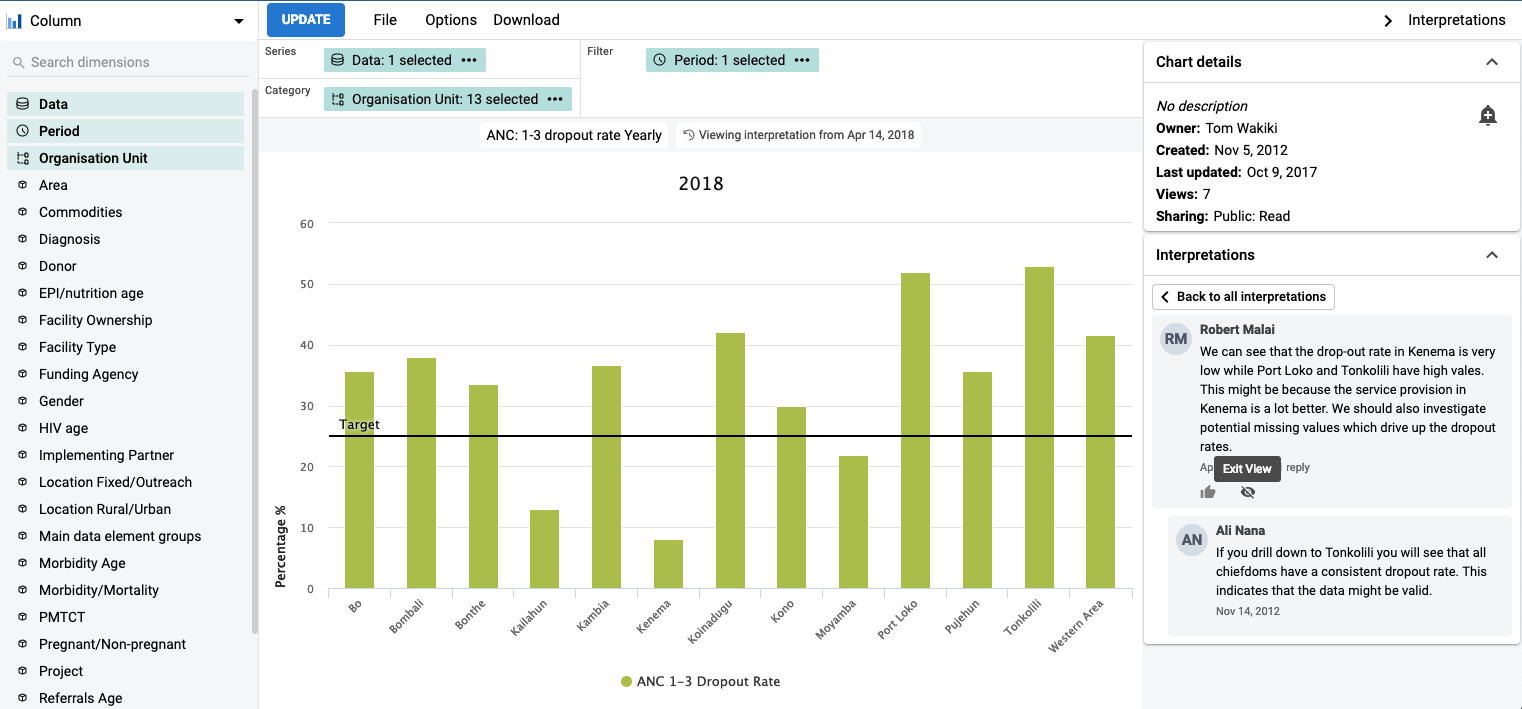 Column
UPDATE File Options Download
Interpretations
Search dimensions
Data
Period
Organisation Unit
Area
Commodities
Diagnosis
Donor
EPI/nutrition age
Facility Ownership
Facility Type
Funding Agency
Gender
HIV age
Implementing Partner
Location Fixed/Outreach
Location Rural/Urban
Main data element groups
Morbidity Age
Morbidity/Mortality
PMTCT
Pregnant/Non-pregnant
Project
Referrals Age
Series
Data: 1 selected •••
Filter
Period: 1 selected •••
Category
Organisation Unit: 13 selected •••
ANC: 1-3 dropout rate Yearly
Viewing interpretation from Apr 14, 2018
2018
60
50
40
30
20
10
0
Percentage %
Target
Bo
Bombali
Bonthe
Kailahun
Kambia
Kenema
Koinadugu
Kono
Moyamba
Port Loko
Pujehun
Tonkolili
Western Area
ANC 1-3 Dropout Rate
Chart details
No description
Owner: Tom Wakiki
Created: Nov 5, 2012
Last updated: Oct 9, 2017
Views: 7
Sharing: Public: Read
Interpretations
Back to all interpretations
RM
Robert Malai
We can see that the drop-out rate in Kenema is very
low while Port Loko and Tonkolili have high vales.
This might be because the service provision in
Kenema is a lot better. We should also investigate
potential missing values which drive up the dropout
rates.
Exit View
reply
AN
Ali Nana
If you drill down to Tonkolili you will see that all
chiefdoms have a consistent dropout rate. This
indicates that the data might be valid.
Nov 14, 2012